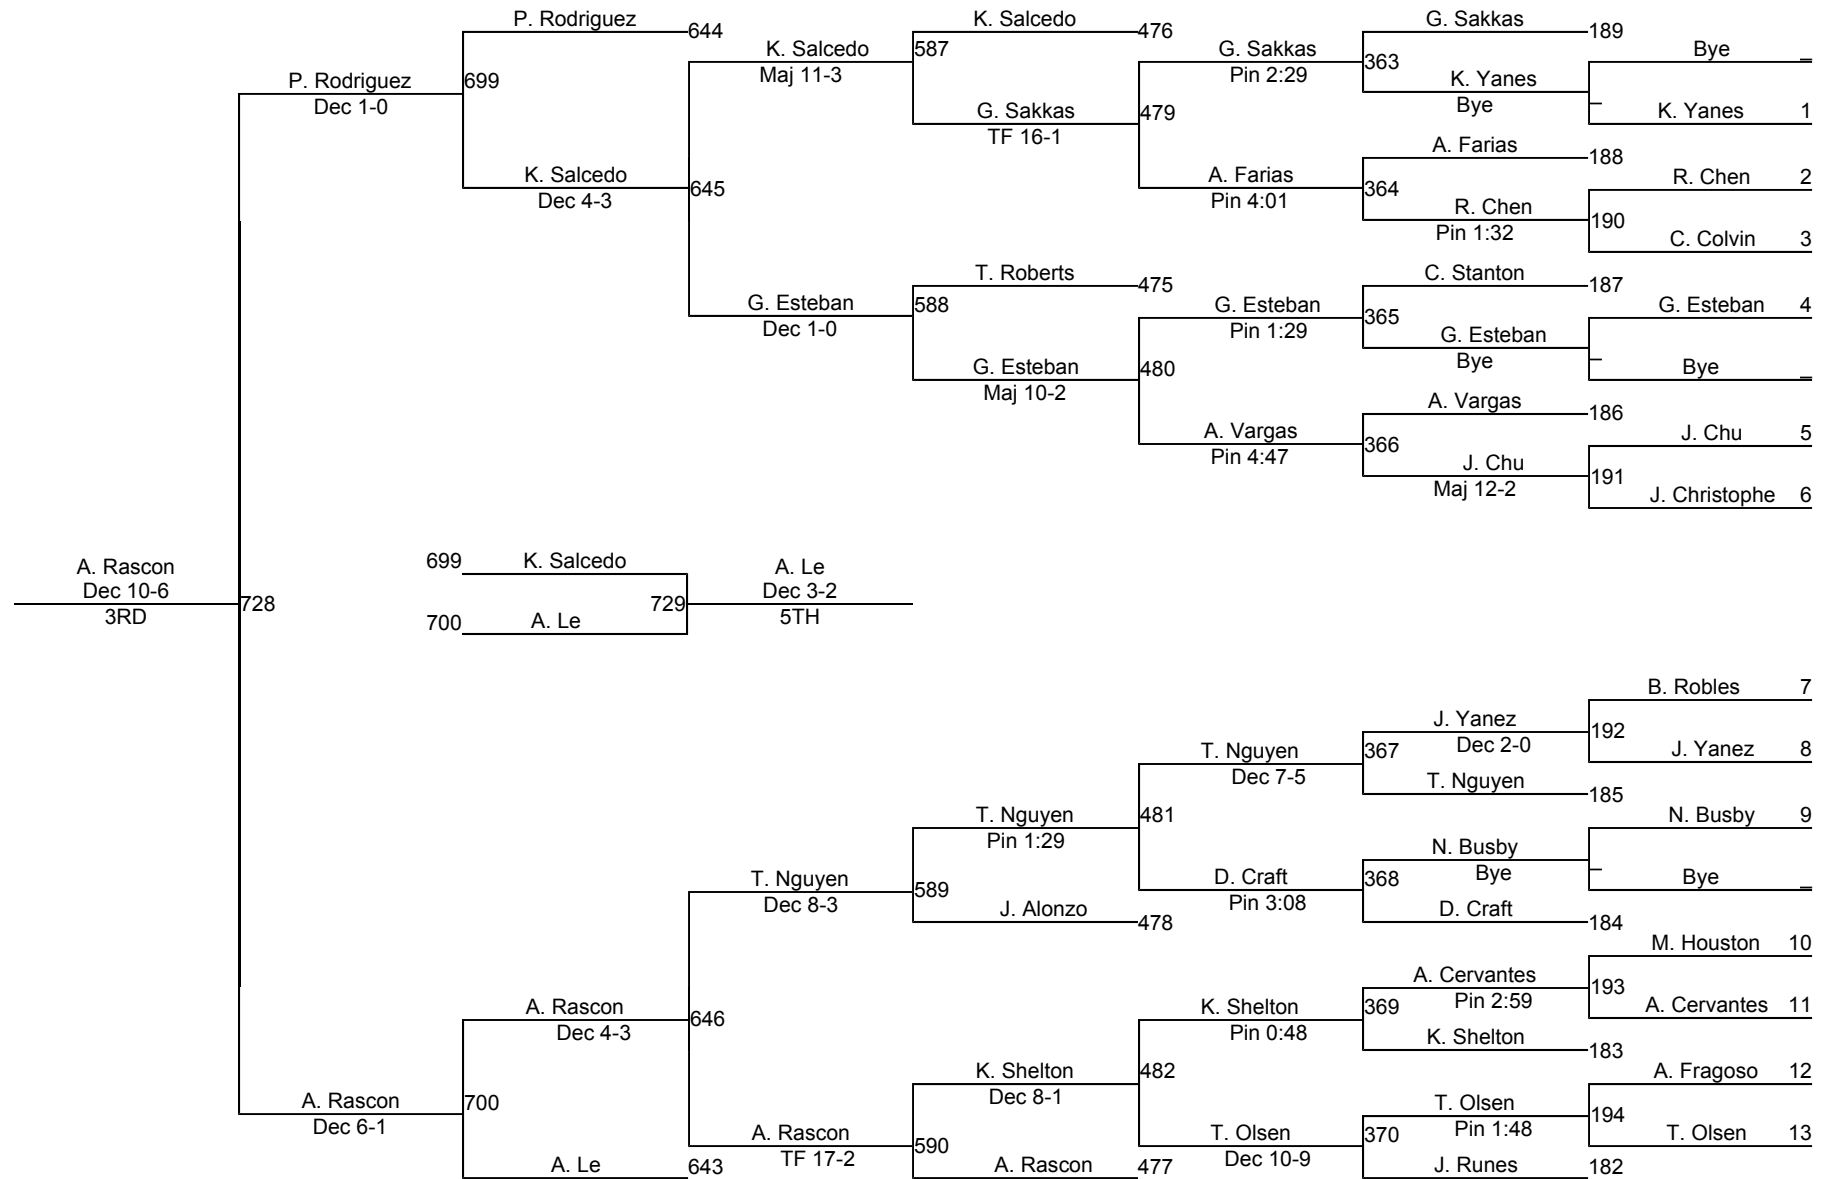 P. Rodriguez
644
K. Salcedo
476
G. Sakkas
189
K. Salcedo
Maj 11-3
587
G. Sakkas
Pin 2:29
363
Bye _
P. Rodriguez
Dec 1-0
699
K. Yanes
Bye
_
G. Sakkas
TF 16-1
479
K. Yanes 1
A. Farias
188
K. Salcedo
Dec 4-3
645
A. Farias
Pin 4:01
364
R. Chen 2
R. Chen
Pin 1:32
190
C. Colvin 3
T. Roberts
475
C. Stanton
187
G. Esteban
Dec 1-0
588
G. Esteban
Pin 1:29
365
G. Esteban 4
G. Esteban
Bye
_
G. Esteban
Maj 10-2
480
Bye _
A. Vargas
186
A. Vargas
Pin 4:47
366
J. Chu 5
J. Chu
Maj 12-2
191
J. Christophe 6
A. Rascon
Dec 10-6
3RD
728
699 K. Salcedo
700 A. Le
729
A. Le
Dec 3-2
5TH
B. Robles 7
J. Yanez
Dec 2-0
192
T. Nguyen
Dec 7-5
367
J. Yanez 8
T. Nguyen
185
T. Nguyen
Pin 1:29
481
N. Busby 9
N. Busby
Bye
_
T. Nguyen
Dec 8-3
589
D. Craft
Pin 3:08
368
Bye _
J. Alonzo
478
D. Craft
184
M. Houston 10
A. Cervantes
Pin 2:59
193
A. Rascon
Dec 4-3
646
K. Shelton
Pin 0:48
369
A. Cervantes 11
K. Shelton
183
K. Shelton
Dec 8-1
482
A. Fragoso 12
A. Rascon
Dec 6-1
700
T. Olsen
Pin 1:48
194
A. Rascon
TF 17-2
590
T. Olsen
Dec 10-9
370
T. Olsen 13
A. Le
643
A. Rascon
477
J. Runes
182